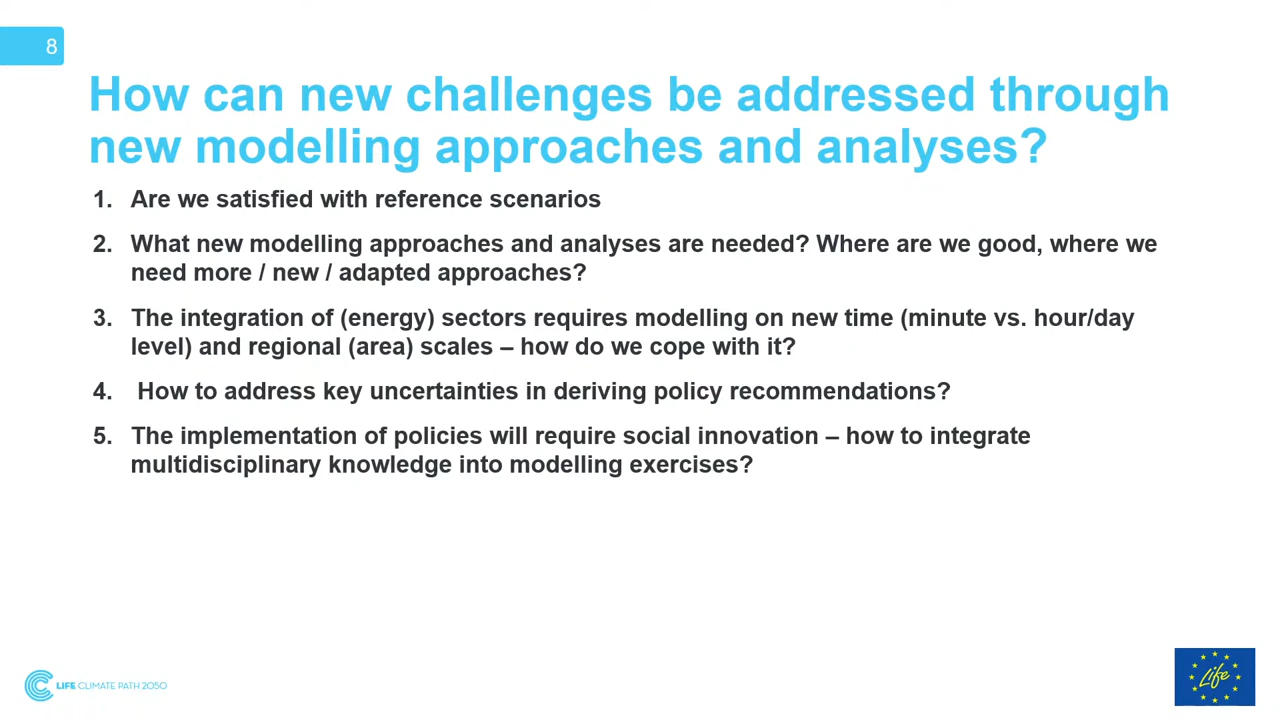 8
How can new challenges be addressed through
new modelling approaches and analyses?
1. Are we satisfied with reference scenarios
2. What new modelling approaches and analyses are needed? Where are we good, where we
need more / new / adapted approaches?
3. The integration of (energy) sectors requires modelling on new time (minute vs. hour/day
level) and regional (area) scales – how do we cope with it?
4. How to address key uncertainties in deriving policy recommendations?
5. The implementation of policies will require social innovation – how to integrate
multidisciplinary knowledge into modelling exercises?
LIFE CLIMATE PATH 2050
Life